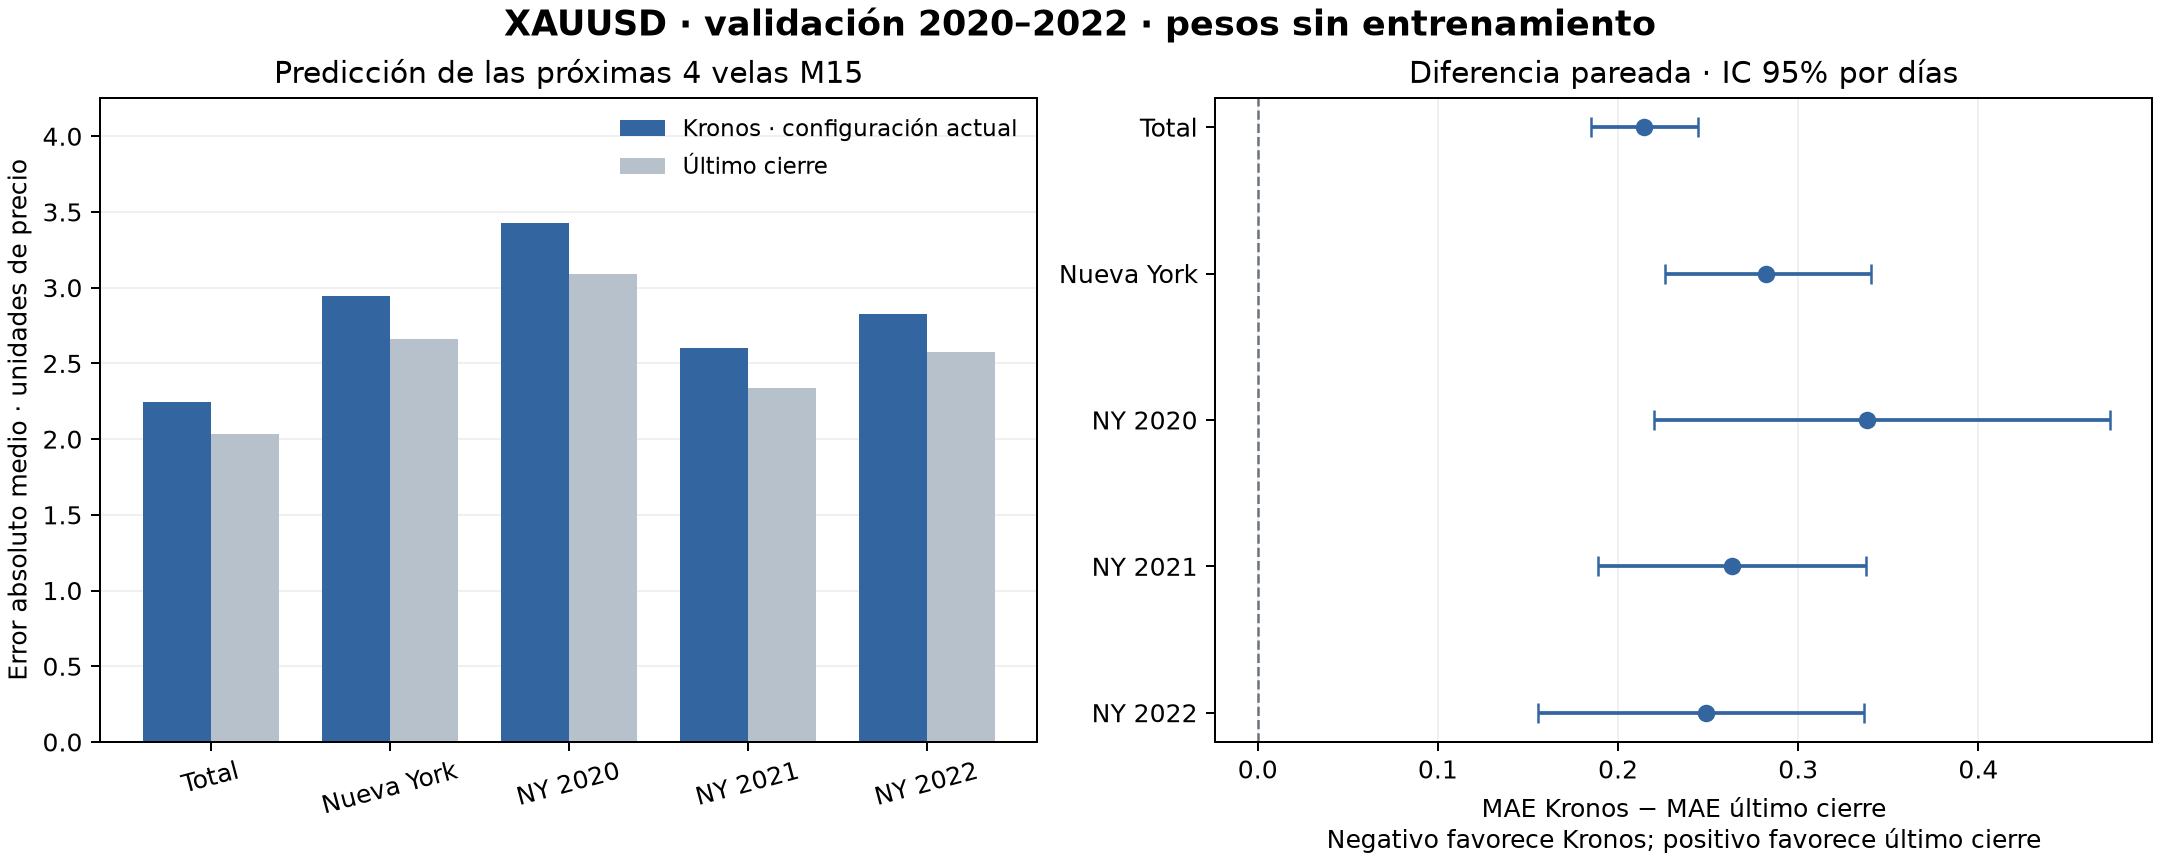 XAUUSD · validación 2020–2022 · pesos sin entrenamiento
Predicción de las próximas 4 velas M15
Error absoluto medio · unidades de precio
4.0
3.5
3.0
2.5
2.0
1.5
1.0
0.5
0.0
Kronos · configuración actual
Último cierre
Total
Nueva York
NY 2020
NY 2021
NY 2022
Diferencia pareada · IC 95% por días
Total
Nueva York
NY 2020
NY 2021
NY 2022
0.0
0.1
0.2
0.3
0.4
MAE Kronos − MAE último cierre
Negativo favorece Kronos; positivo favorece último cierre